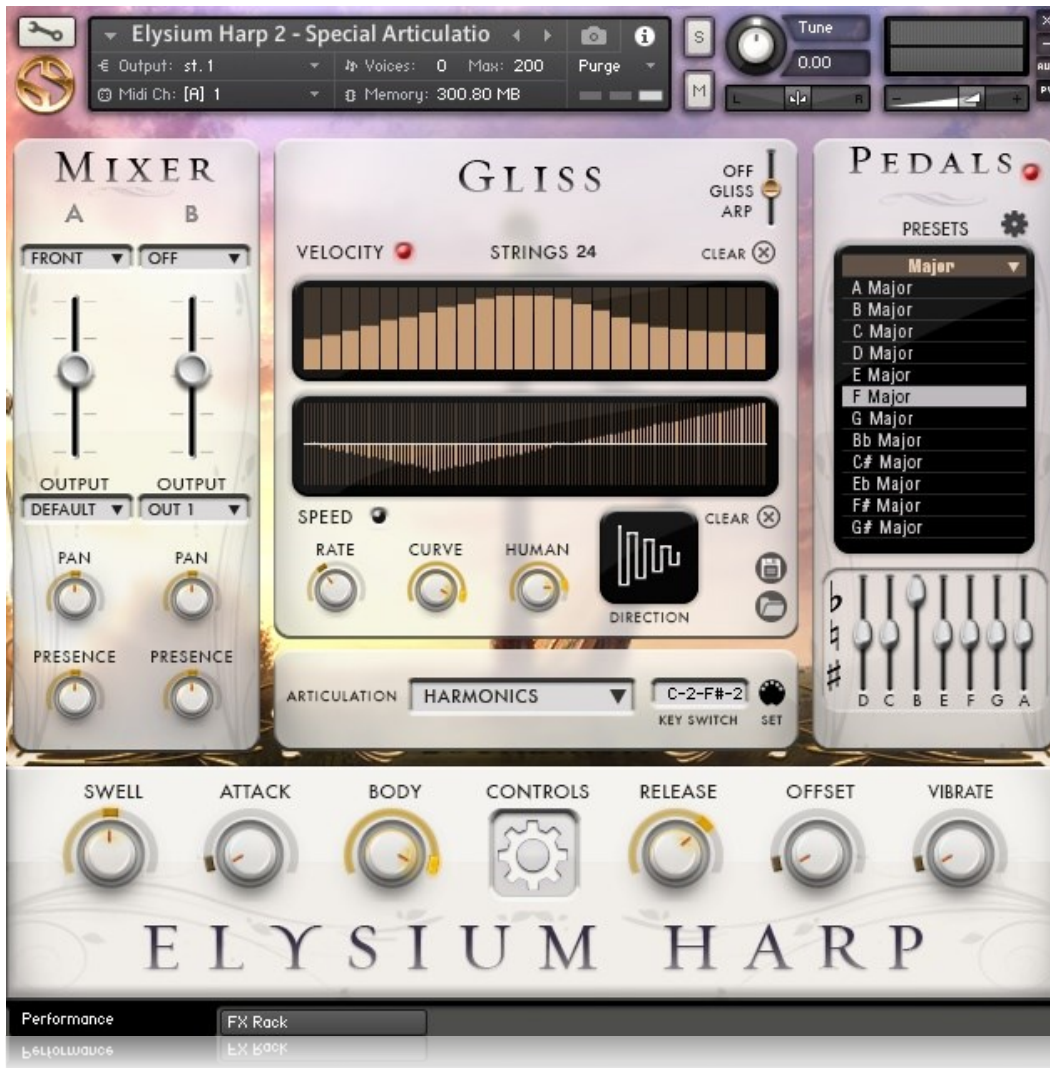 Elysium Harp 2 - Special Articulatio
Output: st. 1
Voices: 0 Max: 200
Purge
Midi Ch: [A] 1
Memory: 300.80 MB
S
M
Tune
0.00
L R
- +
×
-
AU
PV
MIXER
A B
FRONT OFF
OUTPUT OUTPUT
DEFAULT OUT 1
PAN PAN
PRESENCE PRESENCE
GLISS
OFF
GLISS
ARP
VELOCITY
STRINGS 24
CLEAR
SPEED
CLEAR
RATE CURVE HUMAN
DIRECTION
ARTICULATION HARMONICS
C-2-F#-2
KEY SWITCH SET
PEDALS
PRESETS
Major
A Major
B Major
C Major
D Major
E Major
F Major
G Major
Bb Major
C# Major
Eb Major
F# Major
G# Major
♭
♮
♯
D C B E F G A
SWELL ATTACK BODY CONTROLS RELEASE OFFSET VIBRATE
ELYSIUM HARP
Performance FX Rack